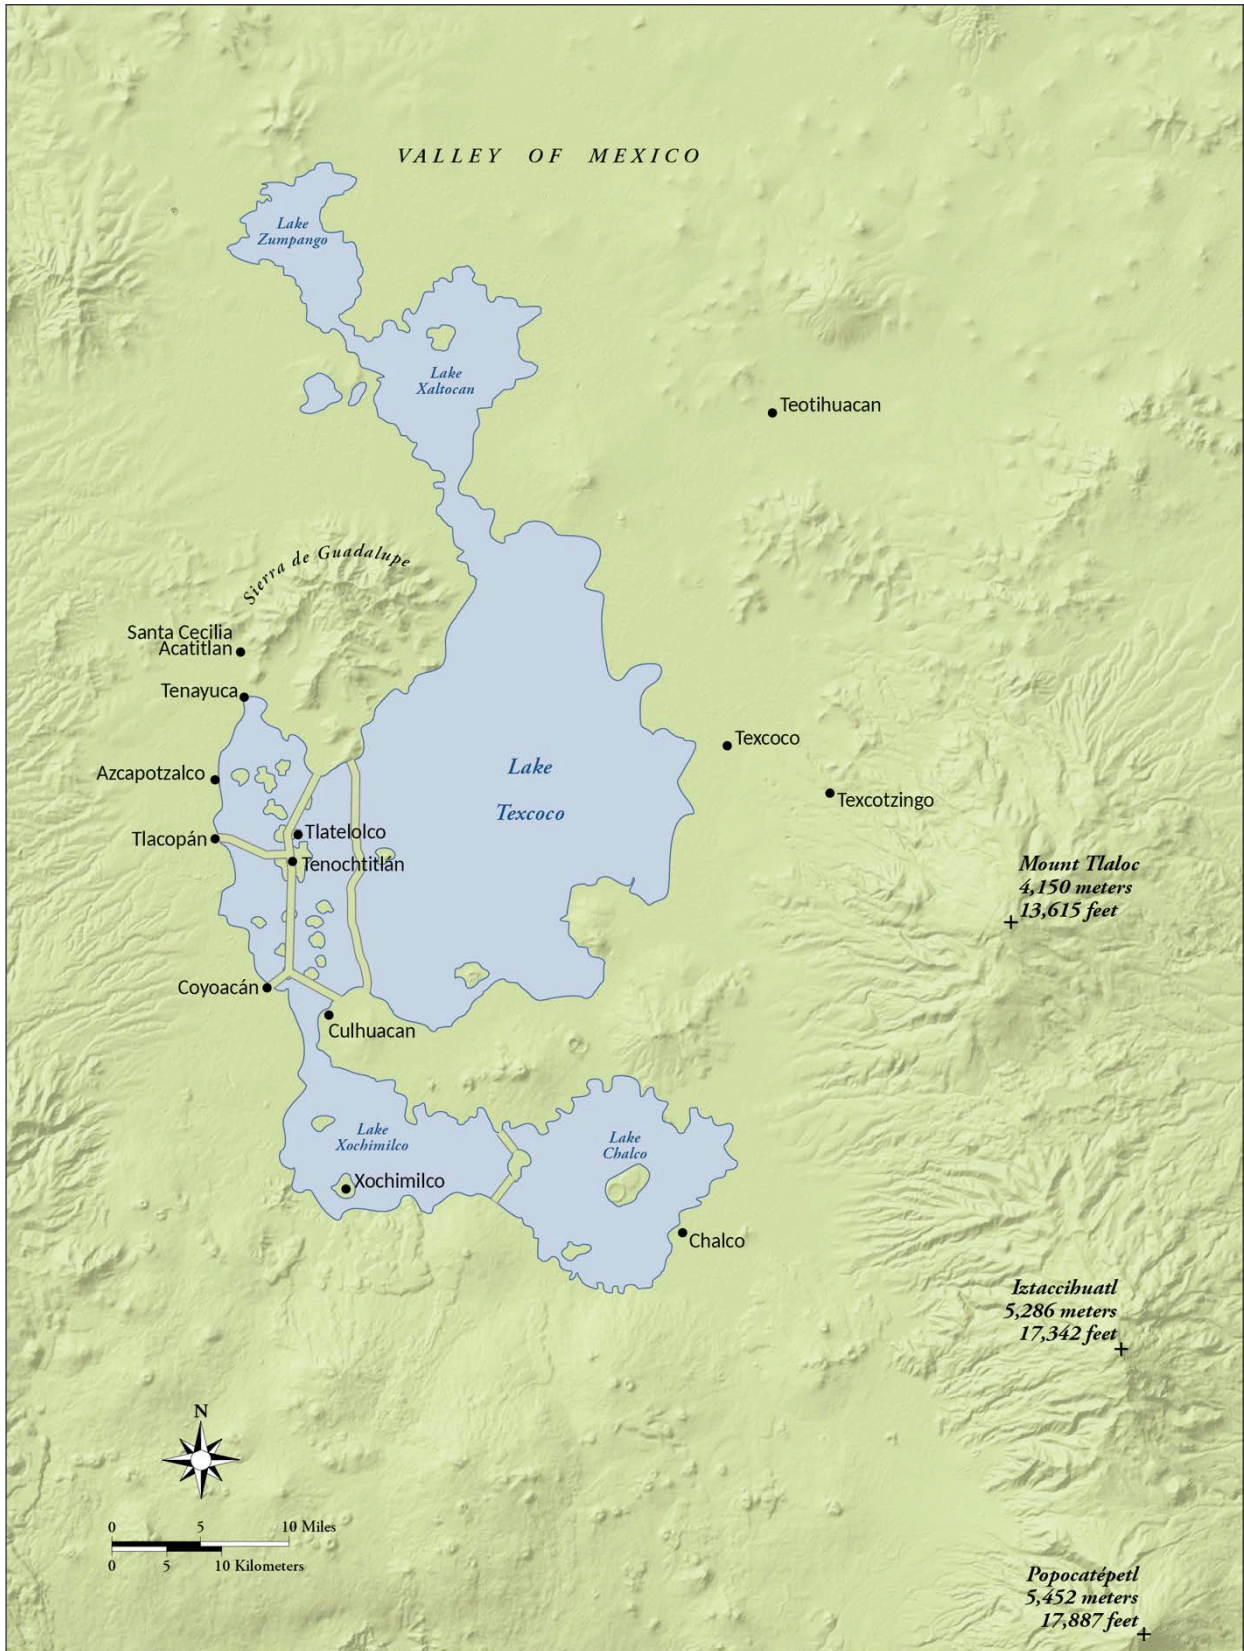 VALLEY OF MEXICO
Lake
Zumpango
Lake
Xaltocan
Teotihuacan
Sierra de Guadalupe
Santa Cecilia
Acatitlan
Tenayuca
Texcoco
Lake
Texcoco
Azcapotzalco
Texcotzingo
Tlatelolco
Tlacopán
Tenochtitlán
Mount Tlaloc
4,150 meters
13,615 feet
Coyoacán
Culhuacan
Lake
Xochimilco
Lake
Chalco
Xochimilco
Chalco
Iztaccihuatl
5,286 meters
17,342 feet
N
0 5 10 Miles
0 5 10 Kilometers
Popocatépetl
5,452 meters
17,887 feet